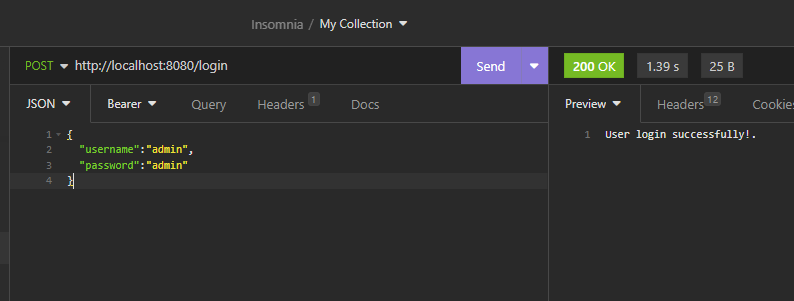 Insomnia / My Collection
POST http://localhost:8080/login Send 200 OK 1.39 s 25 B
JSON Bearer Query Headers 1 Docs Preview Headers 12 Cookies
1 { 1 User login successfully!.
2 "username":"admin",
3 "password":"admin"
4 }